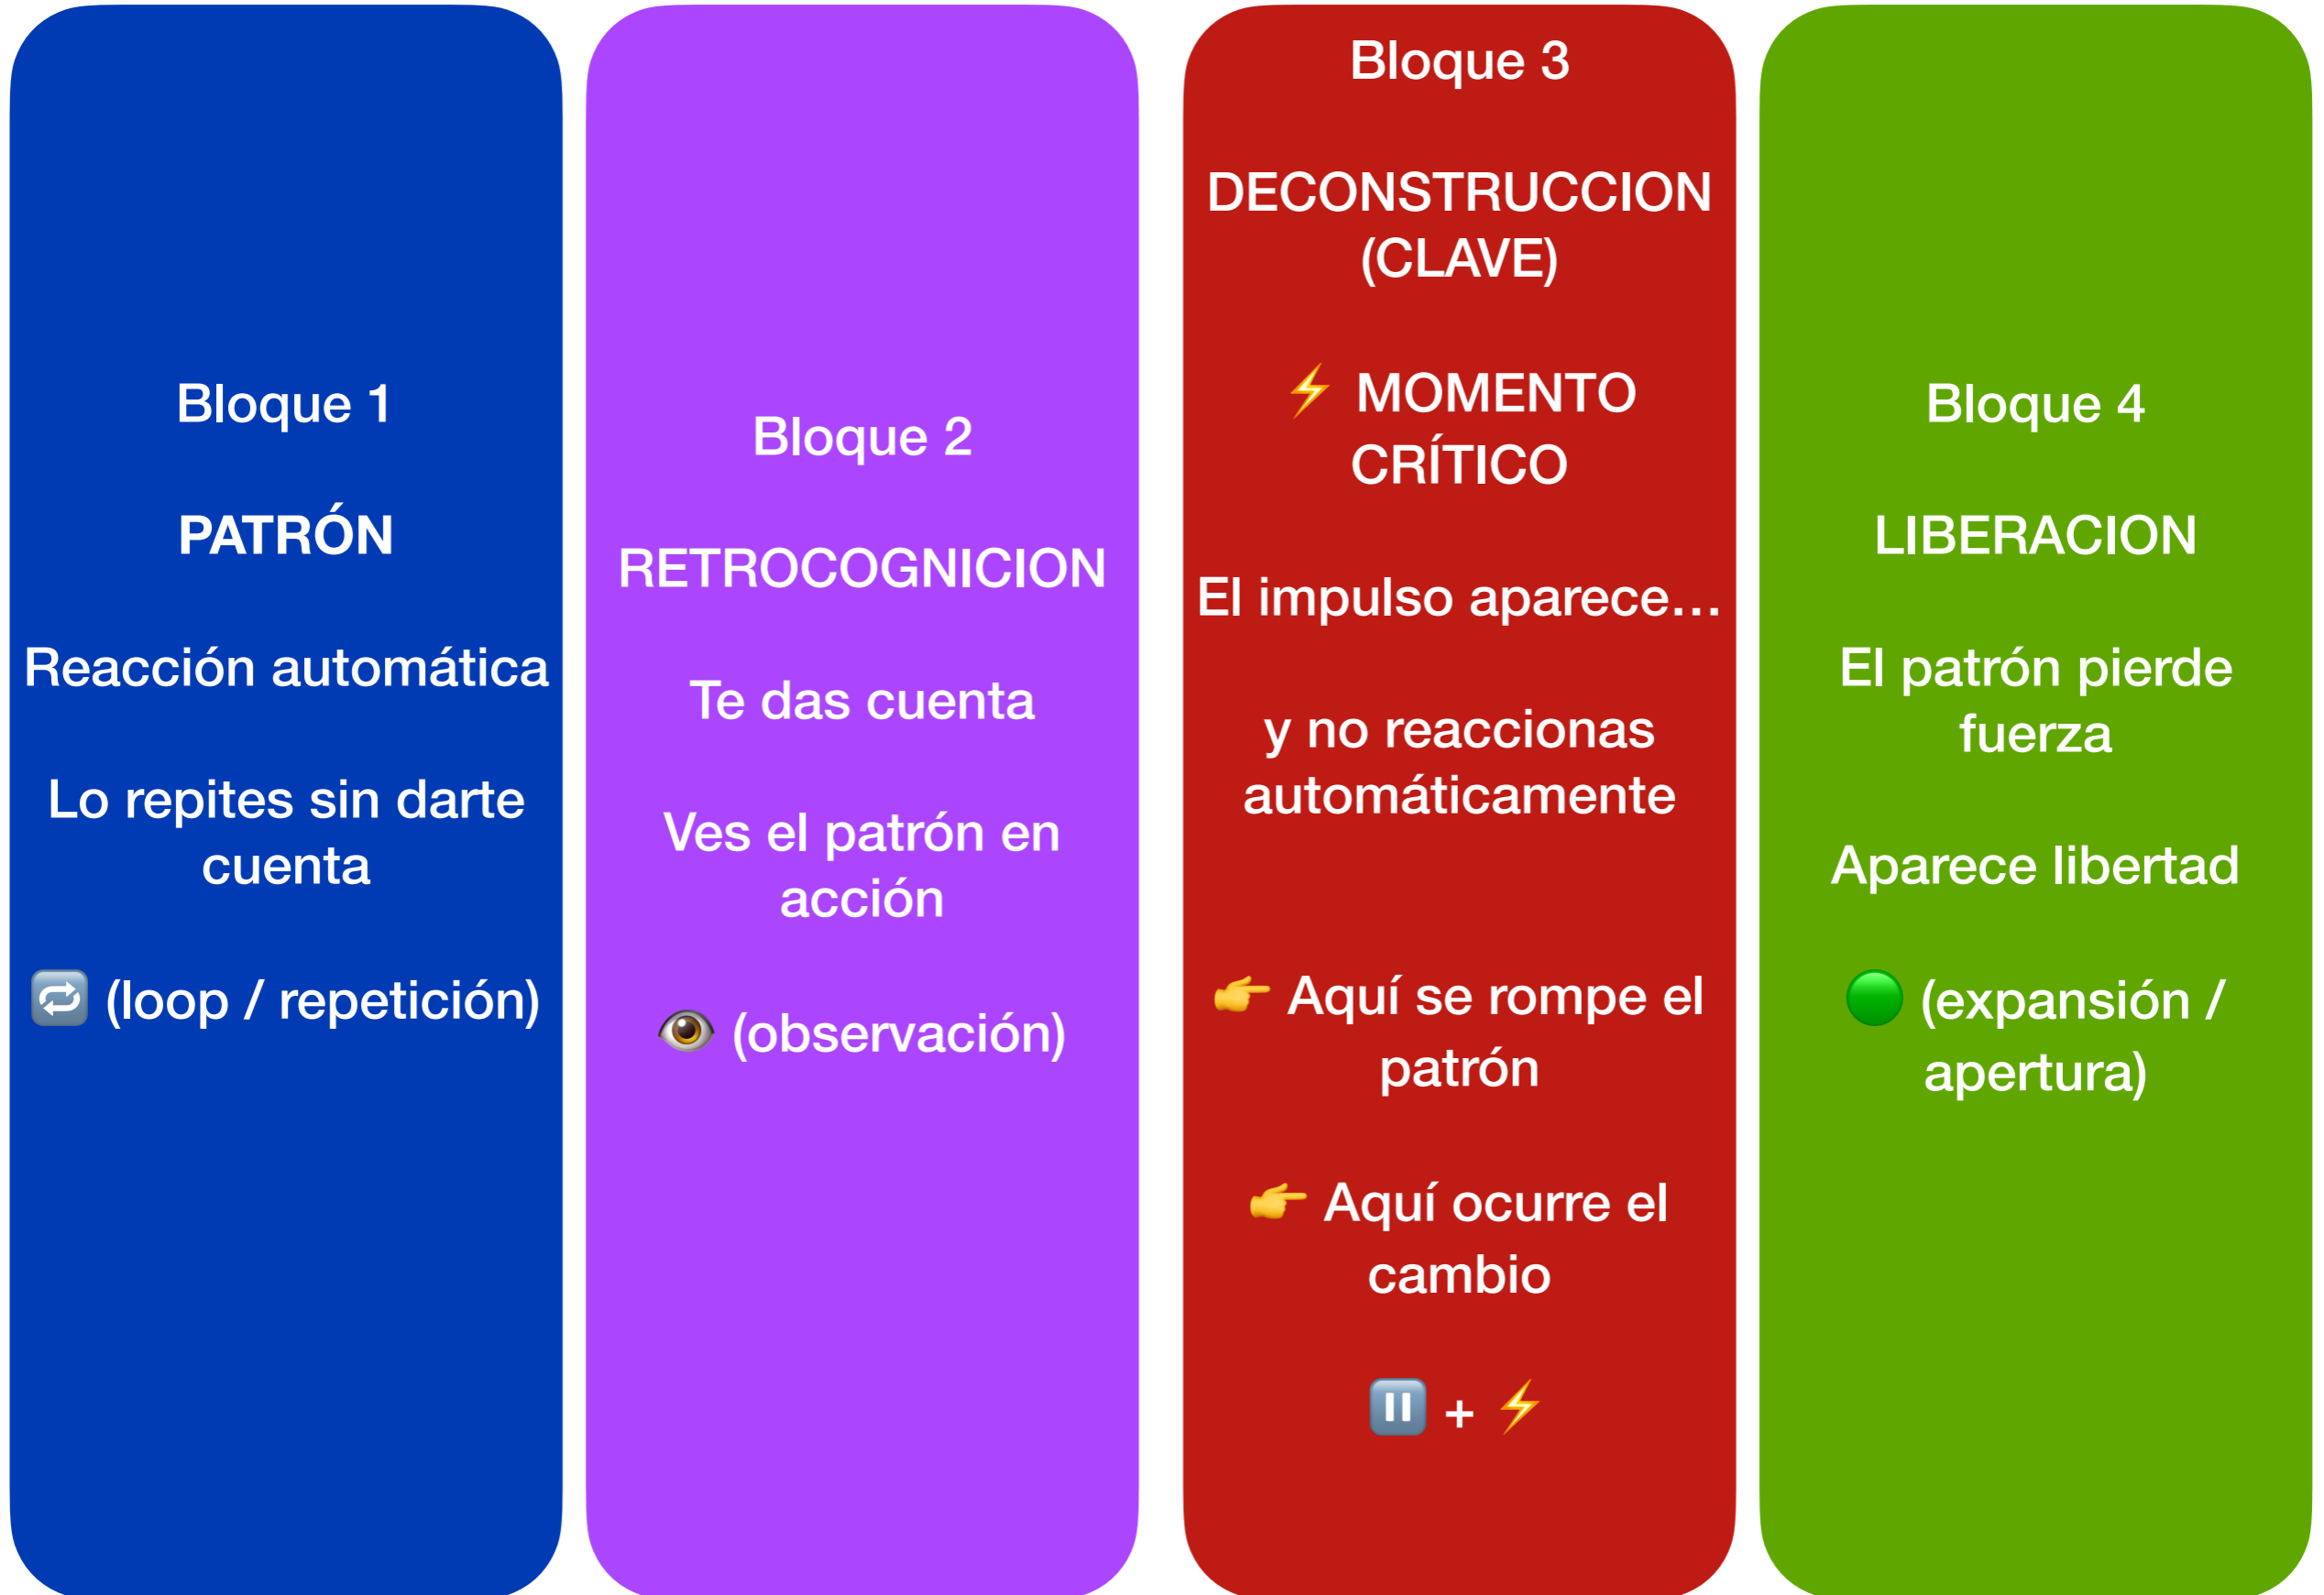 Bloque 1
PATRÓN
Reacción automática
Lo repites sin darte
cuenta
🔁 (loop / repetición)
Bloque 2
RETROCOGNICION
Te das cuenta
Ves el patrón en
acción
👁️ (observación)
Bloque 3
DECONSTRUCCION
(CLAVE)
⚡ MOMENTO
CRÍTICO
El impulso aparece…
y no reaccionas
automáticamente
👉 Aquí se rompe el
patrón
👉 Aquí ocurre el
cambio
⏸️ + ⚡
Bloque 4
LIBERACION
El patrón pierde
fuerza
Aparece libertad
🟢 (expansión /
apertura)